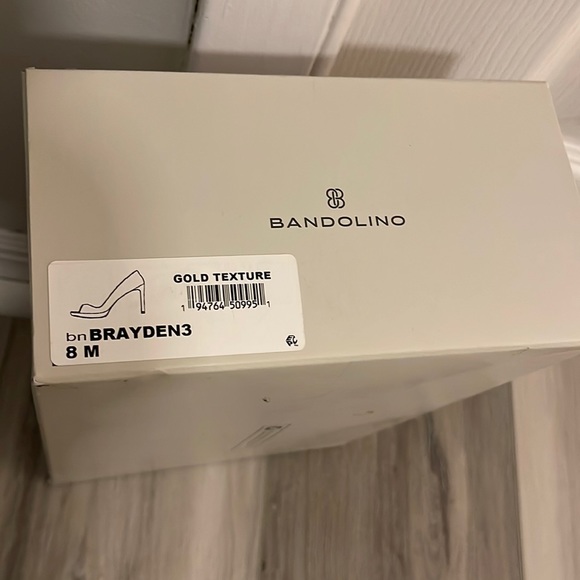 BANDOLINO
GOLD TEXTURE
1 94764 50995 1
bnBRAYDEN3
8 M